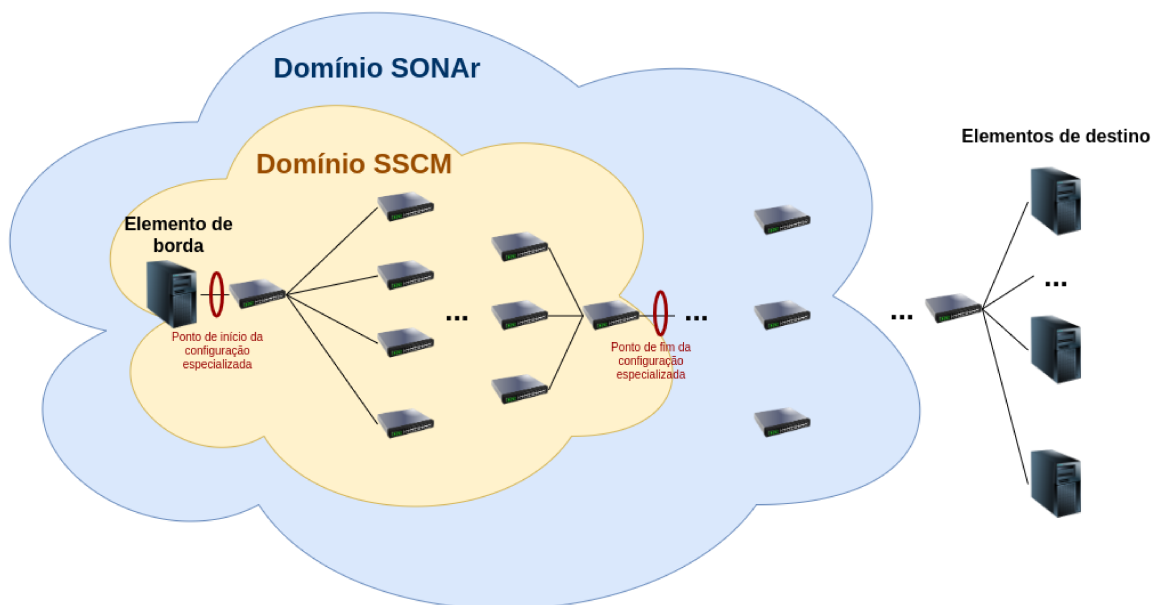 Domínio SONAr
Domínio SSCM
Elementos de destino
Elemento de
borda
...
...
...
...
Ponto de início da
configuração
especializada
Ponto de fim da
configuração
especializada